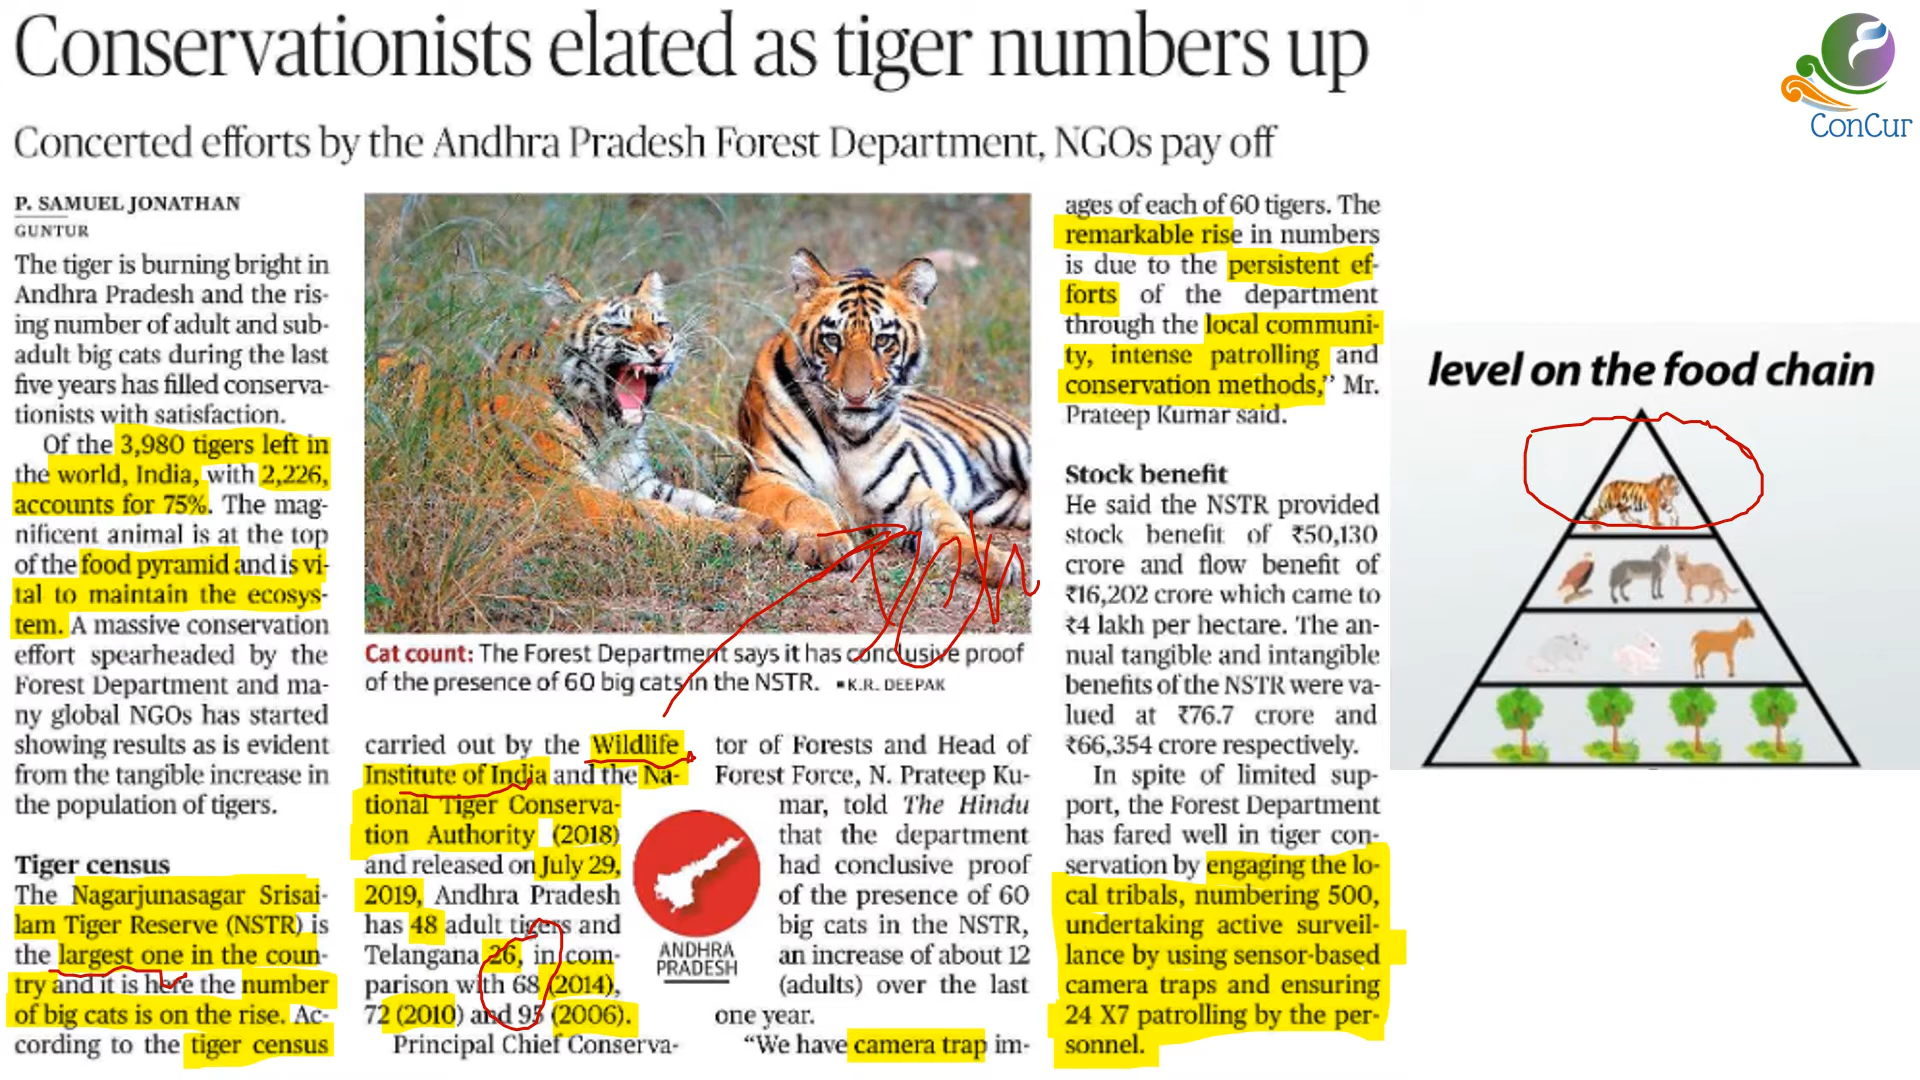 Conservationists elated as tiger numbers up
ConCur
Concerted efforts by the Andhra Pradesh Forest Department, NGOs pay off
P. SAMUEL JONATHAN
GUNTUR
The tiger is burning bright in
Andhra Pradesh and the ris-
ing number of adult and sub-
adult big cats during the last
five years has filled conserva-
tionists with satisfaction.
Of the 3,980 tigers left in
the world, India, with 2,226,
accounts for 75%. The mag-
nificent animal is at the top
of the food pyramid and is vi-
tal to maintain the ecosys-
tem. A massive conservation
effort spearheaded by the
Forest Department and ma-
ny global NGOs has started
showing results as is evident
from the tangible increase in
the population of tigers.
Tiger census
The Nagarjunasagar Srisai-
lam Tiger Reserve (NSTR) is
the largest one in the coun-
try and it is here the number
of big cats is on the rise. Ac-
cording to the tiger census
Cat count: The Forest Department says it has conclusive proof
of the presence of 60 big cats in the NSTR. ▪K.R. DEEPAK
carried out by the Wildlife
Institute of India and the Na-
tional Tiger Conserva-
tion Authority (2018)
and released on July 29,
2019, Andhra Pradesh
has 48 adult tigers and
Telangana 26, in com-
parison with 68 (2014),
72 (2010) and 95 (2006).
Principal Chief Conserva-
ANDHRA
PRADESH
tor of Forests and Head of
Forest Force, N. Prateep Ku-
mar, told The Hindu
that the department
had conclusive proof
of the presence of 60
big cats in the NSTR,
an increase of about 12
(adults) over the last
one year.
“We have camera trap im-
ages of each of 60 tigers. The
remarkable rise in numbers
is due to the persistent ef-
forts of the department
through the local communi-
ty, intense patrolling and
conservation methods,” Mr.
Prateep Kumar said.
Stock benefit
He said the NSTR provided
stock benefit of ₹50,130
crore and flow benefit of
₹16,202 crore which came to
₹4 lakh per hectare. The an-
nual tangible and intangible
benefits of the NSTR were va-
lued at ₹76.7 crore and
₹66,354 crore respectively.
In spite of limited sup-
port, the Forest Department
has fared well in tiger con-
servation by engaging the lo-
cal tribals, numbering 500,
undertaking active surveil-
lance by using sensor-based
camera traps and ensuring
24 X7 patrolling by the per-
sonnel.
level on the food chain